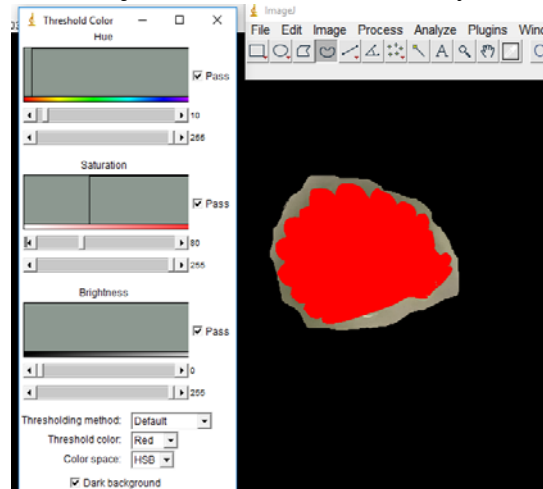 Threshold Color
Hue
Pass
10
255
Saturation
Pass
80
255
Brightness
Pass
0
255
Thresholding method: Default
Threshold color: Red
Color space: HSB
Dark background
ImageJ
File Edit Image Process Analyze Plugins
A